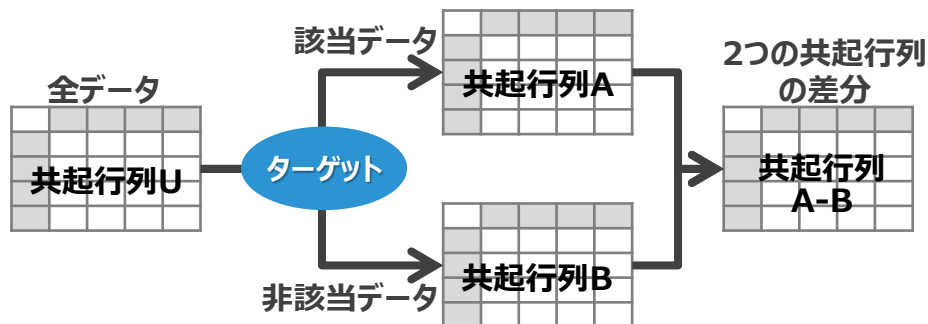 全データ
共起行列U
ターゲット
該当データ
共起行列A
非該当データ
共起行列B
2つの共起行列
の差分
共起行列
A-B